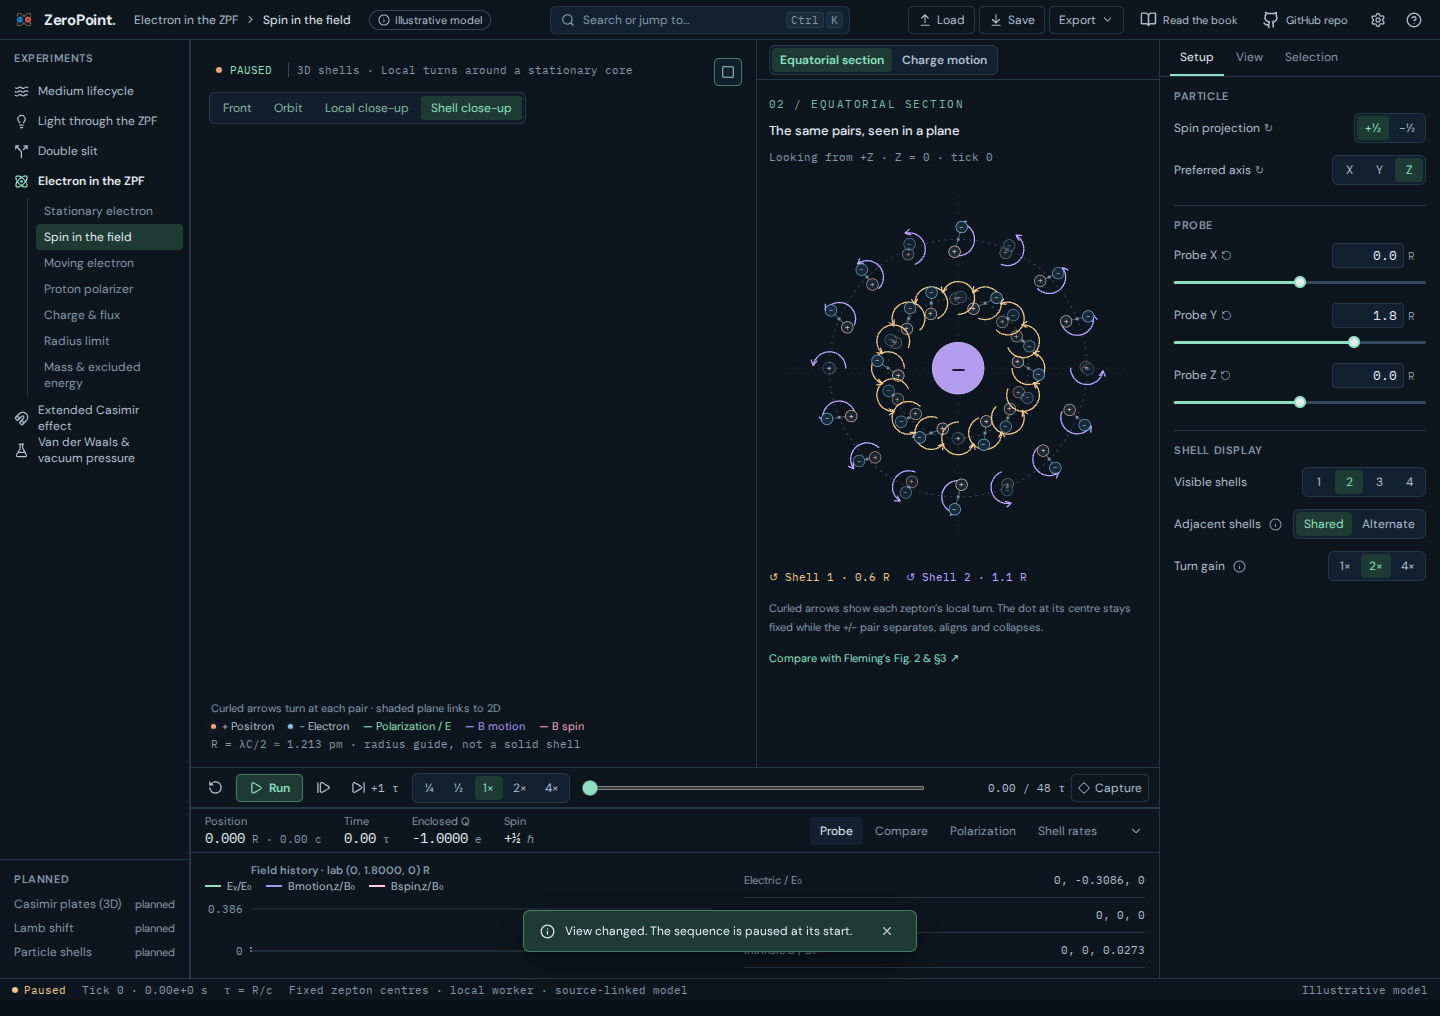 ZeroPoint. Electron in the ZPF > Spin in the field Illustrative model Search or jump to... Ctrl K Load Save Export Read the book GitHub repo
EXPERIMENTS
Medium lifecycle
Light through the ZPF
Double slit
Electron in the ZPF
Stationary electron
Spin in the field
Moving electron
Proton polarizer
Charge & flux
Radius limit
Mass & excluded
energy
Extended Casimir
effect
Van der Waals &
vacuum pressure
PLANNED
Casimir plates (3D) planned
Lamb shift planned
Particle shells planned
PAUSED 3D shells · Local turns around a stationary core
Front Orbit Local close-up Shell close-up
Curled arrows turn at each pair · shaded plane links to 2D
+ Positron − Electron Polarization / E B motion B spin
R = λC/2 ≈ 1.213 pm · radius guide, not a solid shell
Equatorial section Charge motion
02 / EQUATORIAL SECTION
The same pairs, seen in a plane
Looking from +Z · Z = 0 · tick 0
−
↺ Shell 1 · 0.6 R ↺ Shell 2 · 1.1 R
Curled arrows show each zepton's local turn. The dot at its centre stays
fixed while the +/− pair separates, aligns and collapses.
Compare with Fleming's Fig. 2 & §3 ↗
Setup View Selection
PARTICLE
Spin projection ↻ +½ −½
Preferred axis ↻ X Y Z
PROBE
Probe X 0.0 R
Probe Y 1.8 R
Probe Z 0.0 R
SHELL DISPLAY
Visible shells 1 2 3 4
Adjacent shells Shared Alternate
Turn gain 1× 2× 4×
Run +1 τ ¼ ½ 1× 2× 4× 0.00 / 48 τ Capture
Position Time Enclosed Q Spin
0.000 R · 0.00 c 0.00 τ -1.0000 e +½ ℏ
Probe Compare Polarization Shell rates
Field history · lab (0, 1.8000, 0) R
Eᵧ/E₀ Bmotion,z/B₀ Bspin,z/B₀
0.386
0
Electric / E₀ 0, -0.3086, 0
0, 0, 0
0, 0, 0.0273
View changed. The sequence is paused at its start.
Paused Tick 0 · 0.00e+0 s τ = R/c Fixed zepton centres · local worker · source-linked model Illustrative model